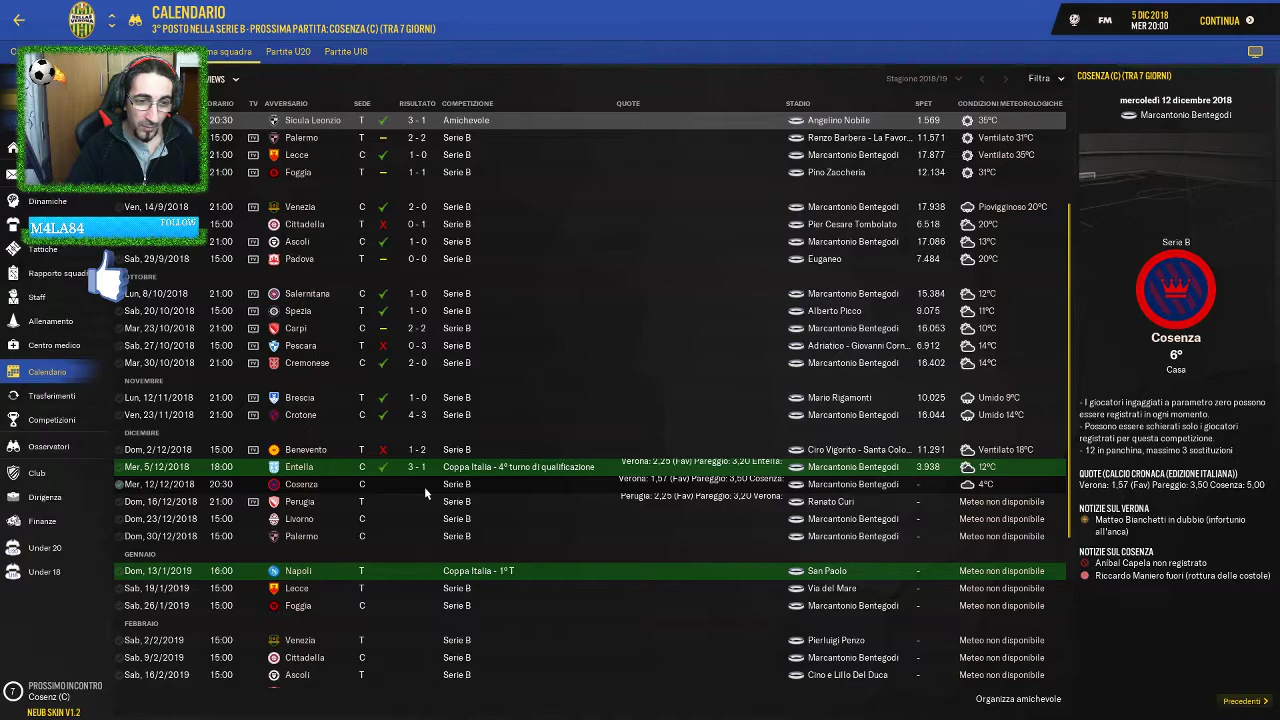 CALENDARIO
3° POSTO NELLA SERIE B - PROSSIMA PARTITA: COSENZA (C) (TRA 7 GIORNI)
FM
5 DIC 2018
MER 20:00
CONTINUA
squadra Partite U20 Partite U18
VIEWS
Stagione 2018/19
Filtra
ORARIO TV AVVERSARIO SEDE RISULTATO COMPETIZIONE QUOTE STADIO SPET CONDIZIONI METEOROLOGICHE
20:30 Sicula Leonzio T 3 - 1 Amichevole Angelino Nobile 1.569 35°C
15:00 TV Palermo T 2 - 2 Serie B Renzo Barbera - La Favor... 11.571 Ventilato 31°C
21:00 TV Lecce C 1 - 0 Serie B Marcantonio Bentegodi 17.877 Ventilato 35°C
21:00 TV Foggia T 1 - 1 Serie B Pino Zaccheria 12.134 31°C
Ven, 14/9/2018 21:00 TV Venezia C 2 - 0 Serie B Marcantonio Bentegodi 17.938 Piovigginoso 20°C
15:00 Cittadella T 0 - 1 Serie B Pier Cesare Tombolato 6.518 20°C
21:00 TV Ascoli C 1 - 0 Serie B Marcantonio Bentegodi 17.086 13°C
Sab, 29/9/2018 15:00 Padova T 0 - 0 Serie B Euganeo 7.484 20°C
OTTOBRE
Lun, 8/10/2018 21:00 TV Salernitana C 1 - 0 Serie B Marcantonio Bentegodi 15.384 12°C
Sab, 20/10/2018 15:00 Spezia T 1 - 0 Serie B Alberto Picco 9.075 11°C
Mar, 23/10/2018 21:00 TV Carpi C 2 - 2 Serie B Marcantonio Bentegodi 16.053 10°C
Sab, 27/10/2018 15:00 Pescara T 0 - 3 Serie B Adriatico - Giovanni Corn... 6.912 14°C
Mar, 30/10/2018 21:00 TV Cremonese C 2 - 0 Serie B Marcantonio Bentegodi 16.402 14°C
NOVEMBRE
Lun, 12/11/2018 21:00 TV Brescia T 1 - 0 Serie B Mario Rigamonti 10.025 Umido 9°C
Ven, 23/11/2018 21:00 TV Crotone C 4 - 3 Serie B Marcantonio Bentegodi 16.044 Umido 14°C
DICEMBRE
Dom, 2/12/2018 15:00 TV Benevento T 1 - 2 Serie B Ciro Vigorito - Santa Colo... 11.291 Ventilato 18°C
Mer, 5/12/2018 18:00 Entella C 3 - 1 Coppa Italia - 4° turno di qualificazione Verona: 2,25 (Fav) Pareggio: 3,20 Entella: Marcantonio Bentegodi 3.938 12°C
Mer, 12/12/2018 20:30 Cosenza C Serie B Verona: 1,57 (Fav) Pareggio: 3,50 Cosenza: Marcantonio Bentegodi - 4°C
Dom, 16/12/2018 21:00 TV Perugia T Serie B Perugia: 2,25 (Fav) Pareggio: 3,20 Verona: Renato Curi - Meteo non disponibile
Dom, 23/12/2018 15:00 Livorno C Serie B Marcantonio Bentegodi - Meteo non disponibile
Dom, 30/12/2018 15:00 Palermo C Serie B Marcantonio Bentegodi - Meteo non disponibile
GENNAIO
Dom, 13/1/2019 16:00 Napoli T Coppa Italia - 1° T San Paolo - Meteo non disponibile
Sab, 19/1/2019 15:00 Lecce T Serie B Via del Mare - Meteo non disponibile
Sab, 26/1/2019 15:00 Foggia C Serie B Marcantonio Bentegodi - Meteo non disponibile
FEBBRAIO
Sab, 2/2/2019 15:00 Venezia T Serie B Pierluigi Penzo - Meteo non disponibile
Sab, 9/2/2019 15:00 Cittadella C Serie B Marcantonio Bentegodi - Meteo non disponibile
Sab, 16/2/2019 15:00 Ascoli T Serie B Cino e Lillo Del Duca - Meteo non disponibile
Organizza amichevole
M4LA84
FOLLOW
Dinamiche
Tattiche
Rapporto squad
Staff
Allenamento
Centro medico
Calendario
Trasferimenti
Competizioni
Osservatori
Club
Dirigenza
Finanze
Under 20
Under 18
7
PROSSIMO INCONTRO
Cosenz (C)
NEUB SKIN V1.2
COSENZA (C) (TRA 7 GIORNI)
mercoledì 12 dicembre 2018
Marcantonio Bentegodi
Serie B
Cosenza
6°
Casa
- I giocatori ingaggiati a parametro zero possono
essere registrati in ogni momento.
- Possono essere schierati solo i giocatori
registrati per questa competizione.
- 12 in panchina, massimo 3 sostituzioni
QUOTE (CALCIO CRONACA (EDIZIONE ITALIANA))
Verona: 1,57 (Fav) Pareggio: 3,50 Cosenza: 5,00
NOTIZIE SUL VERONA
Matteo Bianchetti in dubbio (infortunio
all'anca)
NOTIZIE SUL COSENZA
Aníbal Capela non registrato
Riccardo Maniero fuori (rottura delle costole)
Precedenti